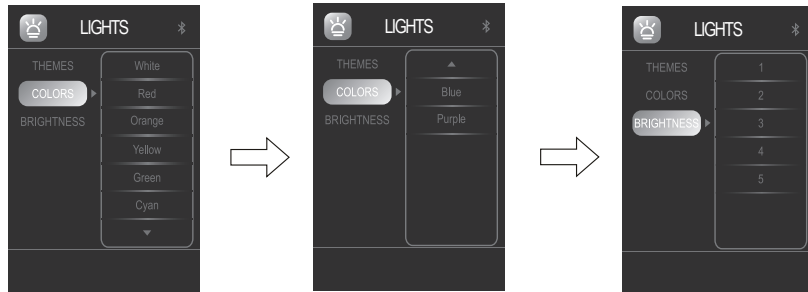 LIGHTS
THEMES
COLORS
BRIGHTNESS
White
Red
Orange
Yellow
Green
Cyan
LIGHTS
THEMES
COLORS
BRIGHTNESS
Blue
Purple
LIGHTS
THEMES
COLORS
BRIGHTNESS
1
2
3
4
5